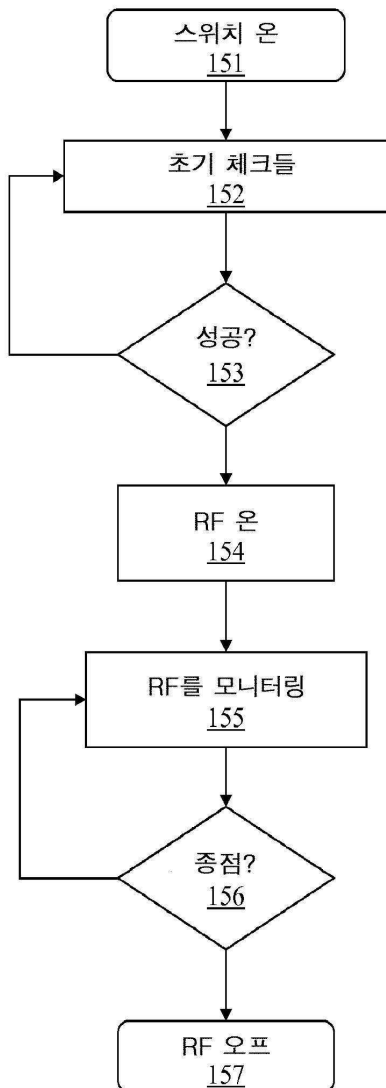 스위치 온
151
초기 체크들
152
성공?
153
RF 온
154
RF를 모니터링
155
종점?
156
RF 오프
157